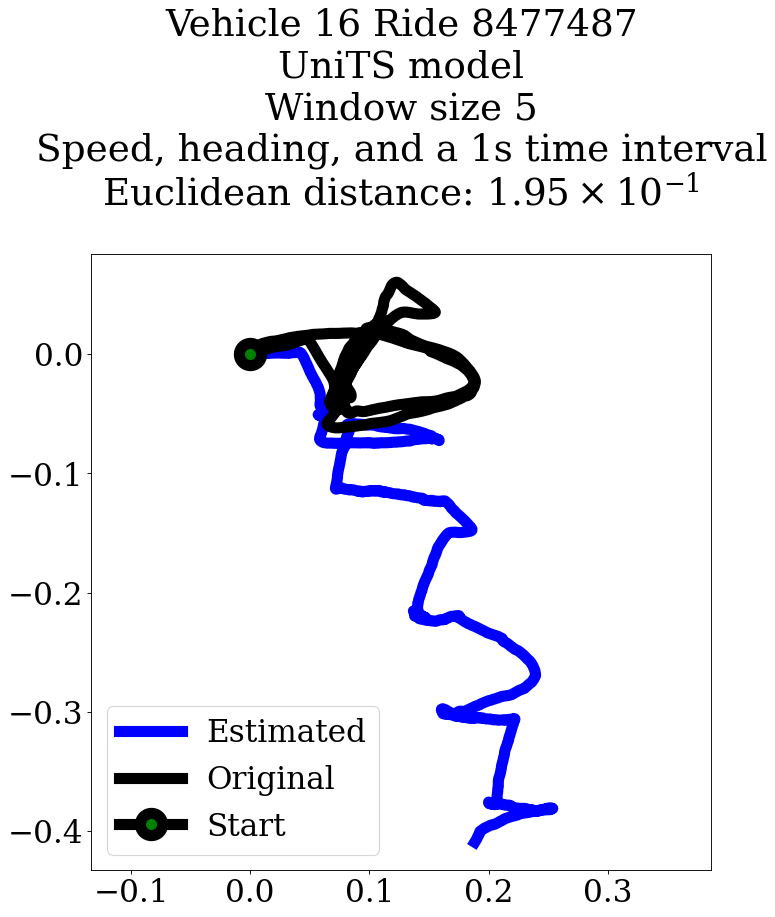 Vehicle 16 Ride 8477487
UniTS model
Window size 5
Speed, heading, and a 1s time interval
Euclidean distance: 1.95 × 10⁻¹
0.0
−0.1
−0.2
−0.3
−0.4
Estimated
Original
Start
−0.1 0.0 0.1 0.2 0.3